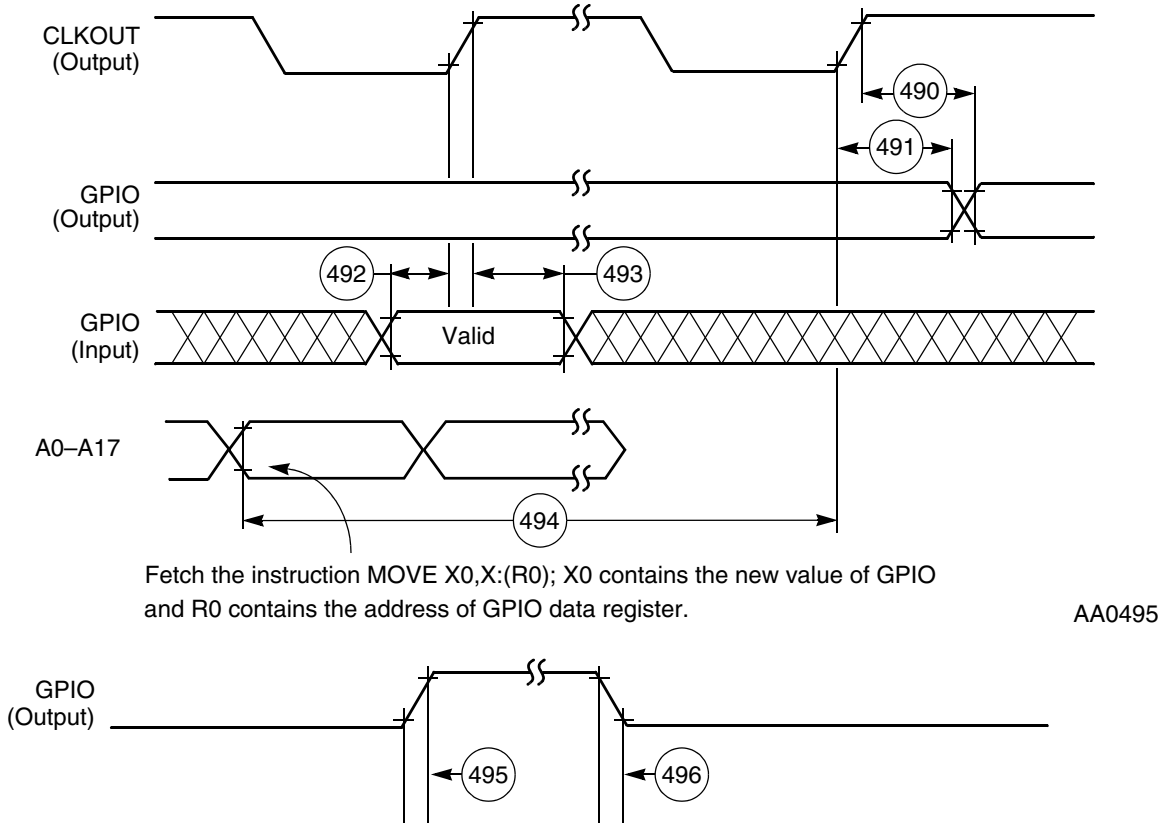 CLKOUT
(Output)
490
491
GPIO
(Output)
492
493
GPIO
(Input)
Valid
A0–A17
494
Fetch the instruction MOVE X0,X:(R0); X0 contains the new value of GPIO
and R0 contains the address of GPIO data register.
AA0495
GPIO
(Output)
495
496